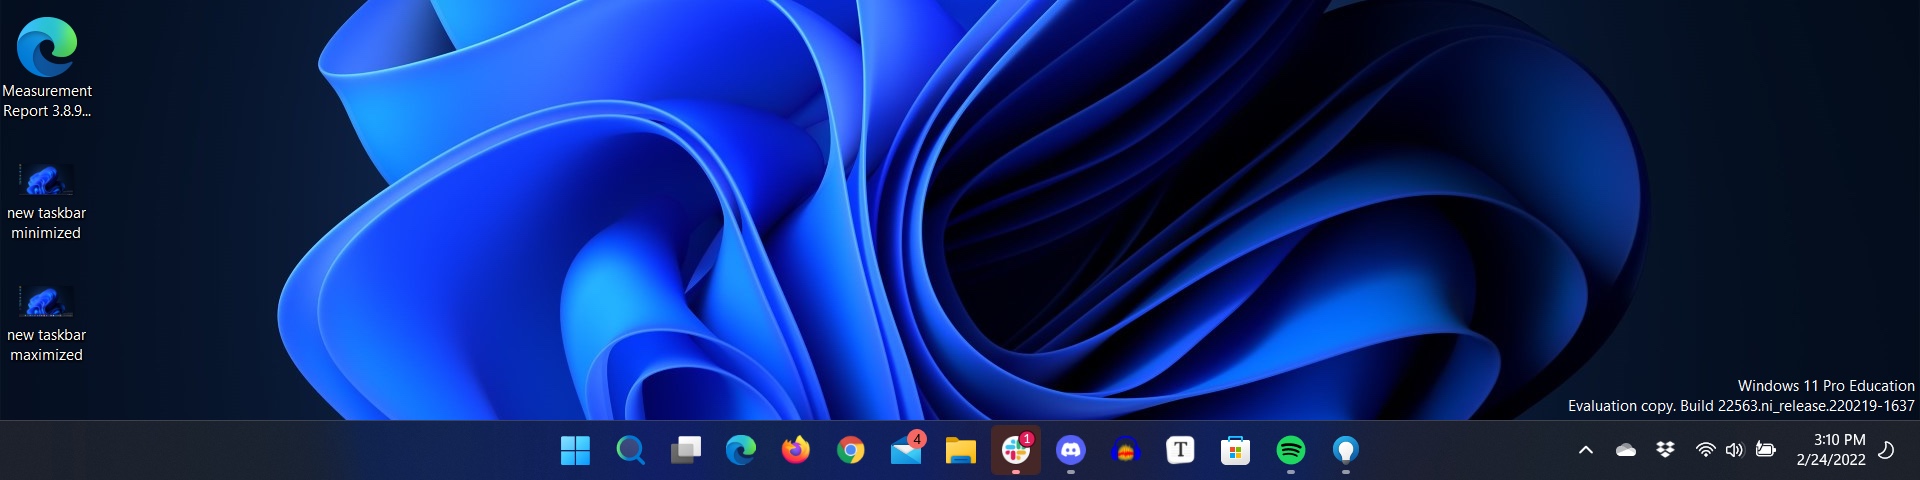 Measurement
Report 3.8.9...
new taskbar
minimized
new taskbar
maximized
Windows 11 Pro Education
Evaluation copy. Build 22563.ni_release.220219-1637
4
1
T
3:10 PM
2/24/2022